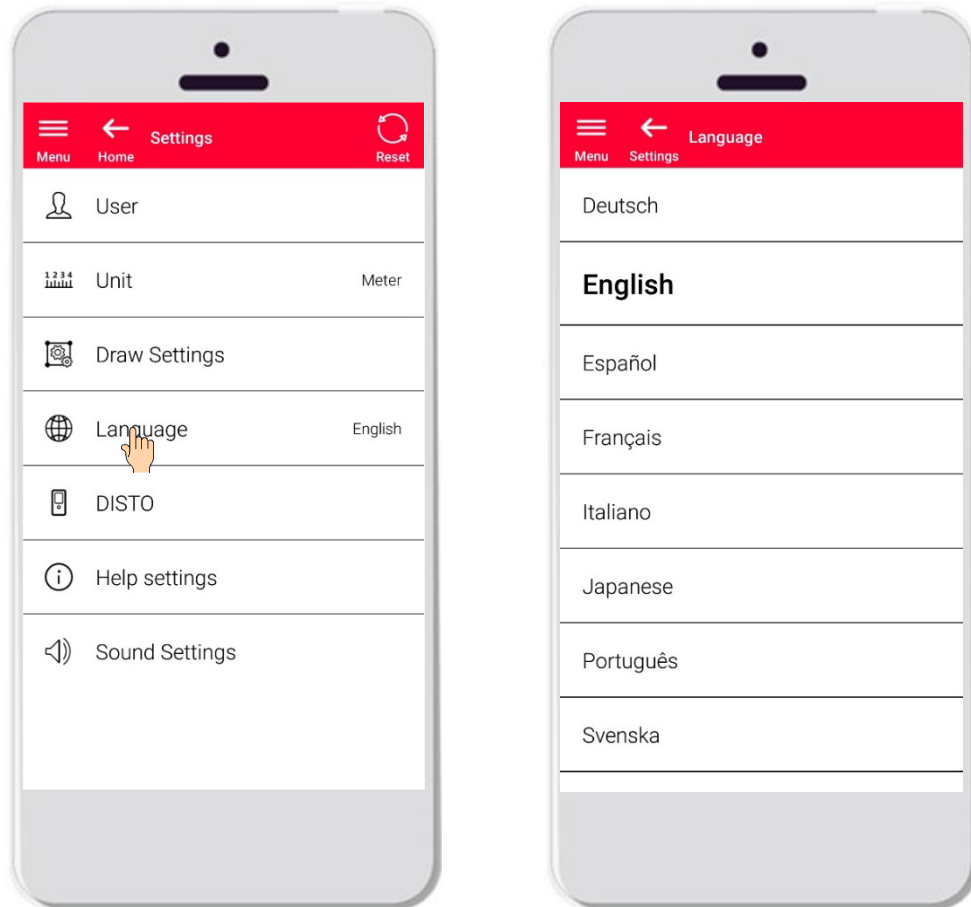 Settings
Menu Home Reset
User
1234
Unit Meter
Draw Settings
Language English
DISTO
Help settings
Sound Settings
Language
Menu Settings
Deutsch
English
Español
Français
Italiano
Japanese
Português
Svenska